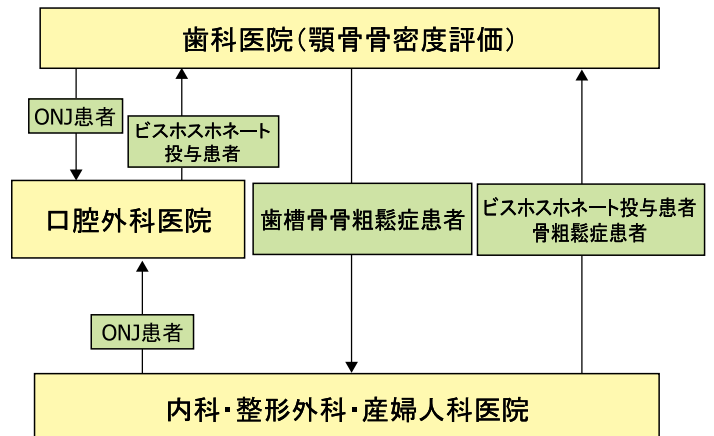 歯科医院（顎骨骨密度評価）
ONJ患者
ビスホスホネート
投与患者
口腔外科医院
歯槽骨骨粗鬆症患者
ビスホスホネート投与患者
骨粗鬆症患者
ONJ患者
内科・整形外科・産婦人科医院